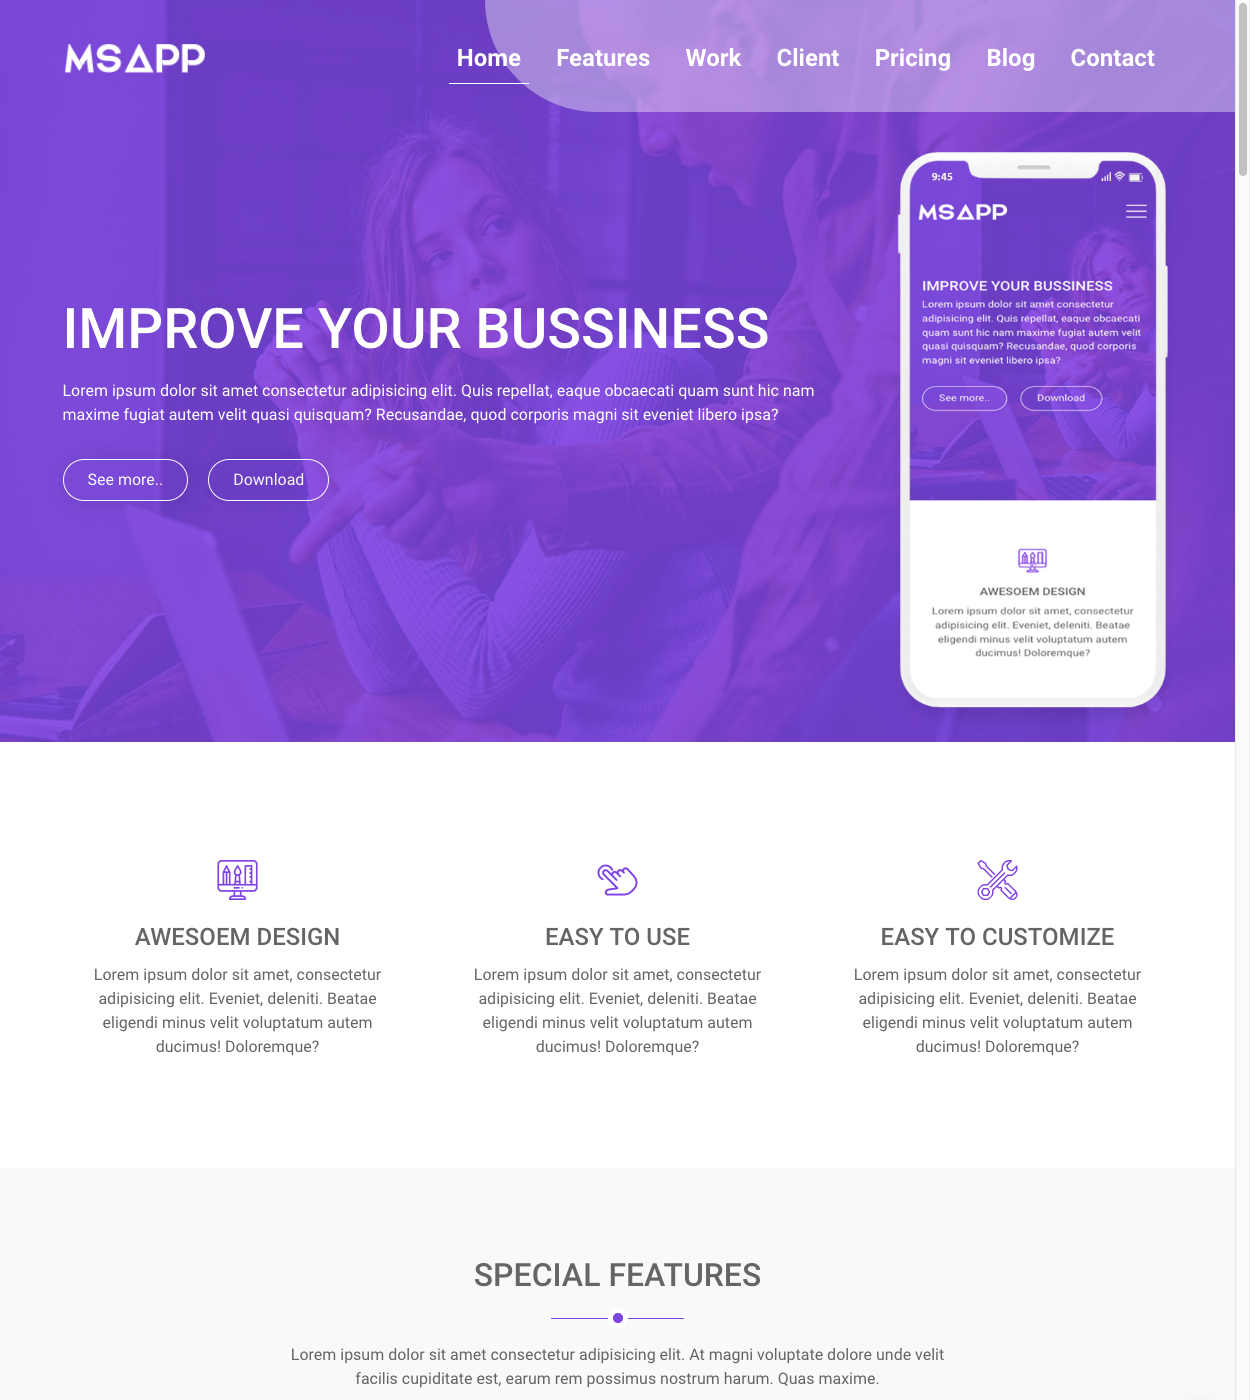 MSAPP
Home Features Work Client Pricing Blog Contact
IMPROVE YOUR BUSSINESS
Lorem ipsum dolor sit amet consectetur adipisicing elit. Quis repellat, eaque obcaecati quam sunt hic nam
maxime fugiat autem velit quasi quisquam? Recusandae, quod corporis magni sit eveniet libero ipsa?
See more.. Download
9:45
MSAPP
IMPROVE YOUR BUSSINESS
Lorem ipsum dolor sit amet consectetur
adipisicing elit. Quis repellat, eaque obcaecati
quam sunt hic nam maxime fugiat autem velit
quasi quisquam? Recusandae, quod corporis
magni sit eveniet libero ipsa?
See more.. Download
AWESOEM DESIGN
Lorem ipsum dolor sit amet, consectetur
adipisicing elit. Eveniet, deleniti. Beatae
eligendi minus velit voluptatum autem
ducimus! Doloremque?
AWESOEM DESIGN
Lorem ipsum dolor sit amet, consectetur
adipisicing elit. Eveniet, deleniti. Beatae
eligendi minus velit voluptatum autem
ducimus! Doloremque?
EASY TO USE
Lorem ipsum dolor sit amet, consectetur
adipisicing elit. Eveniet, deleniti. Beatae
eligendi minus velit voluptatum autem
ducimus! Doloremque?
EASY TO CUSTOMIZE
Lorem ipsum dolor sit amet, consectetur
adipisicing elit. Eveniet, deleniti. Beatae
eligendi minus velit voluptatum autem
ducimus! Doloremque?
SPECIAL FEATURES
Lorem ipsum dolor sit amet consectetur adipisicing elit. At magni voluptate dolore unde velit
facilis cupiditate est, earum rem possimus nostrum harum. Quas maxime.